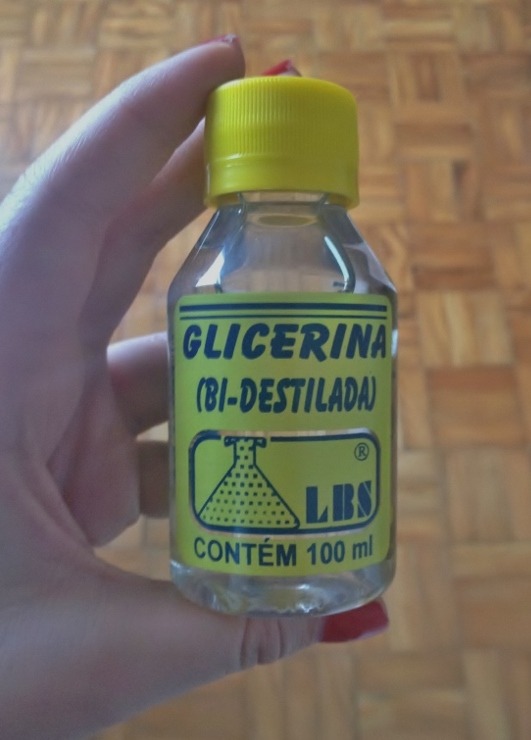 GLICERINA
(BI-DESTILADA)
®
LBS
CONTÉM 100 ml